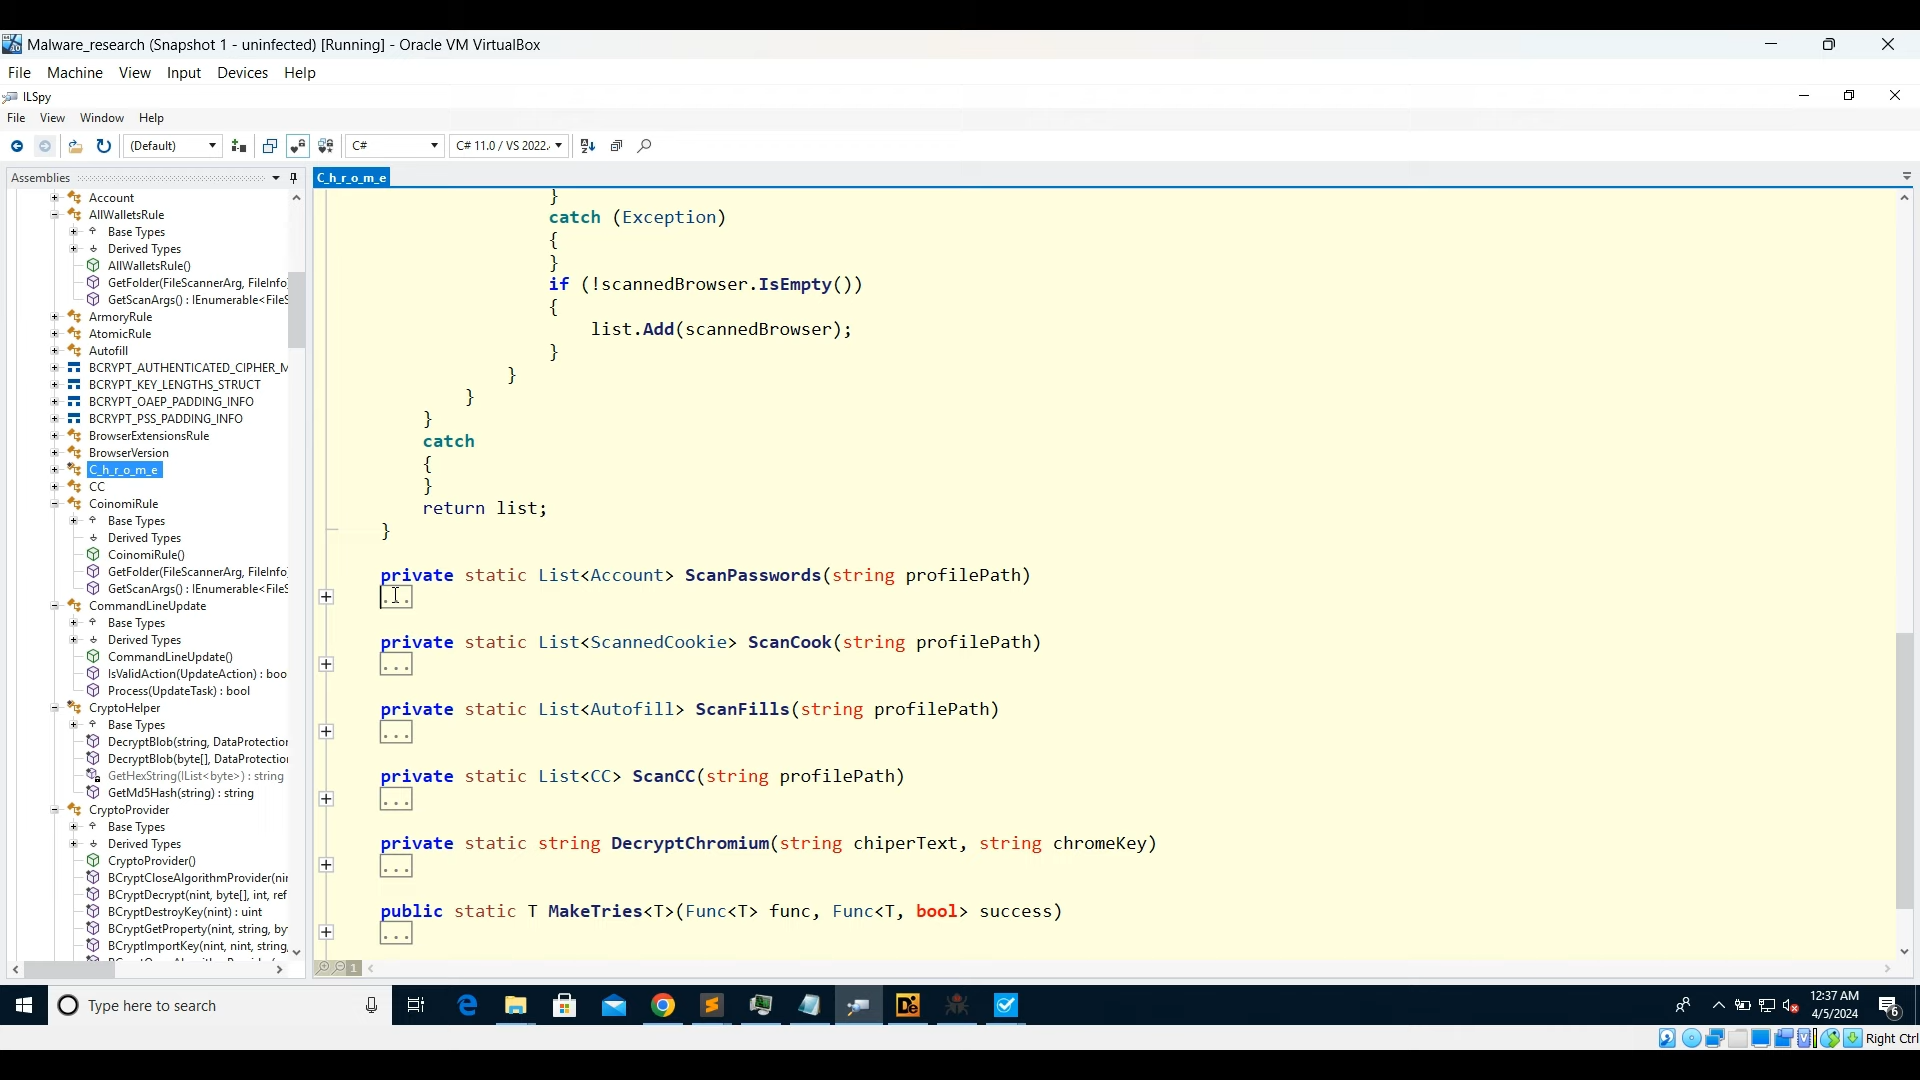 Malware_research (Snapshot 1 - uninfected) [Running] - Oracle VM VirtualBox
File Machine View Input Devices Help
ILSpy
File View Window Help
(Default) C# C# 11.0 / VS 2022.
Assemblies
C_h_r_o_m_e
Account
AllWalletsRule
Base Types
Derived Types
AllWalletsRule()
GetFolder(FileScannerArg, FileInfo
GetScanArgs() : IEnumerable<FileS
ArmoryRule
AtomicRule
Autofill
BCRYPT_AUTHENTICATED_CIPHER_M
BCRYPT_KEY_LENGTHS_STRUCT
BCRYPT_OAEP_PADDING_INFO
BCRYPT_PSS_PADDING_INFO
BrowserExtensionsRule
BrowserVersion
C_h_r_o_m_e
CC
CoinomiRule
Base Types
Derived Types
CoinomiRule()
GetFolder(FileScannerArg, FileInfo
GetScanArgs() : IEnumerable<FileS
CommandLineUpdate
Base Types
Derived Types
CommandLineUpdate()
IsValidAction(UpdateAction) : boo
Process(UpdateTask) : bool
CryptoHelper
Base Types
Derived Types
DecryptBlob(string, DataProtection
DecryptBlob(byte[], DataProtection
GetHexString(IList<byte>) : string
GetMd5Hash(string) : string
CryptoProvider
Base Types
Derived Types
CryptoProvider()
BCryptCloseAlgorithmProvider(nin
BCryptDecrypt(nint, byte[], int, ref
BCryptDestroyKey(nint) : uint
BCryptGetProperty(nint, string, by
BCryptImportKey(nint, nint, string,
}
catch (Exception)
{
}
if (!scannedBrowser.IsEmpty())
{
list.Add(scannedBrowser);
}
}
}
}
catch
{
}
return list;
}
private static List<Account> ScanPasswords(string profilePath)
...
private static List<ScannedCookie> ScanCook(string profilePath)
...
private static List<Autofill> ScanFills(string profilePath)
...
private static List<CC> ScanCC(string profilePath)
...
private static string DecryptChromium(string chiperText, string chromeKey)
...
public static T MakeTries<T>(Func<T> func, Func<T, bool> success)
...
1
Type here to search
De
12:37 AM
4/5/2024
6
Right Ctrl